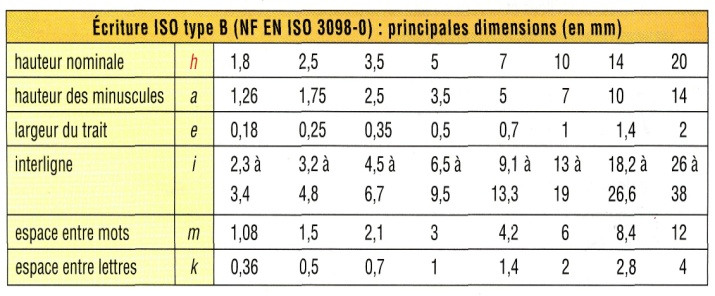 Écriture ISO type B (NF EN ISO 3098-0) : principales dimensions (en mm)
hauteur nominale h 1,8 2,5 3,5 5 7 10 14 20
hauteur des minuscules a 1,26 1,75 2,5 3,5 5 7 10 14
largeur du trait e 0,18 0,25 0,35 0,5 0,7 1 1,4 2
interligne i 2,3 à 3,2 à 4,5 à 6,5 à 9,1 à 13 à 18,2 à 26 à
3,4 4,8 6,7 9,5 13,3 19 26,6 38
espace entre mots m 1,08 1,5 2,1 3 4,2 6 8,4 12
espace entre lettres k 0,36 0,5 0,7 1 1,4 2 2,8 4